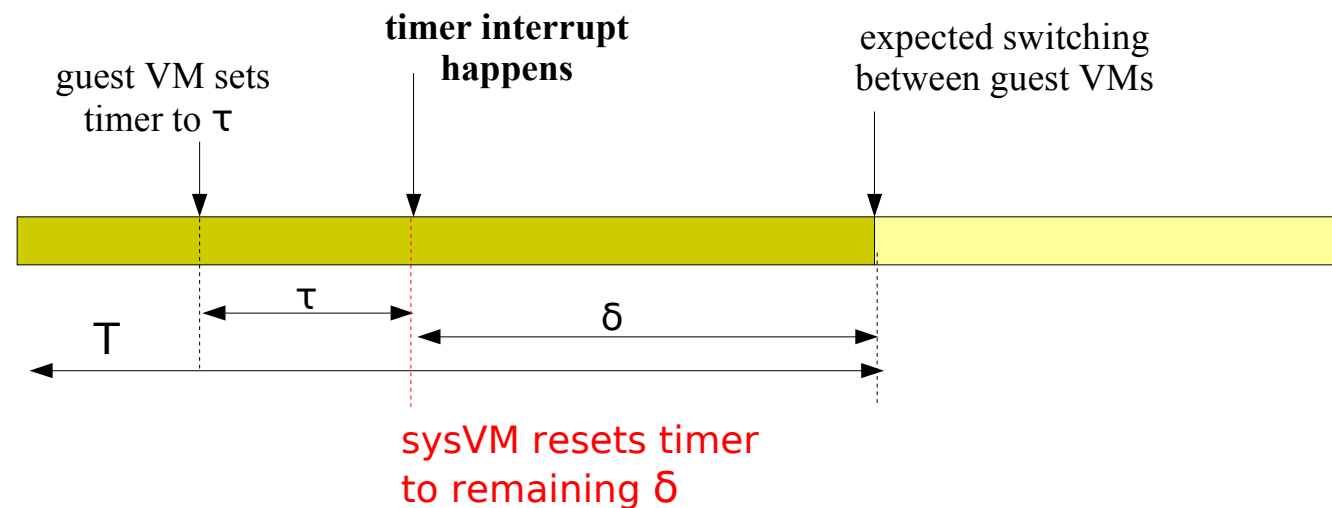 timer interrupt
happens
expected switching
between guest VMs
guest VM sets
timer to τ
τ
δ
T
sysVM resets timer
to remaining δ